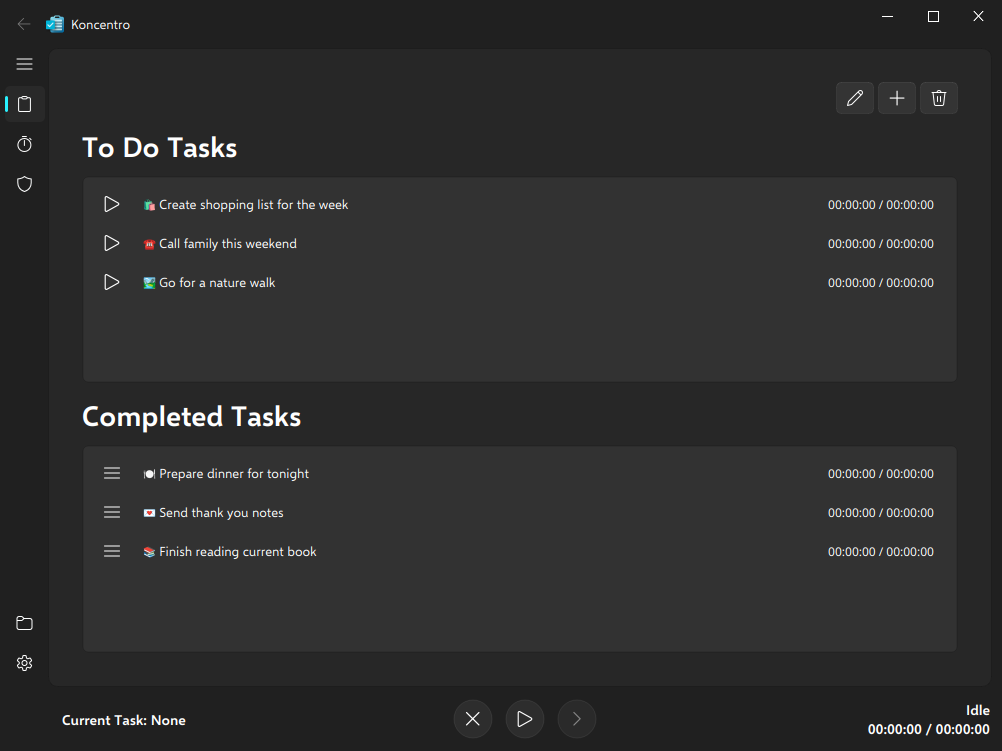 Koncentro
To Do Tasks
Create shopping list for the week 00:00:00 / 00:00:00
Call family this weekend 00:00:00 / 00:00:00
Go for a nature walk 00:00:00 / 00:00:00
Completed Tasks
Prepare dinner for tonight 00:00:00 / 00:00:00
Send thank you notes 00:00:00 / 00:00:00
Finish reading current book 00:00:00 / 00:00:00
Current Task: None
Idle
00:00:00 / 00:00:00